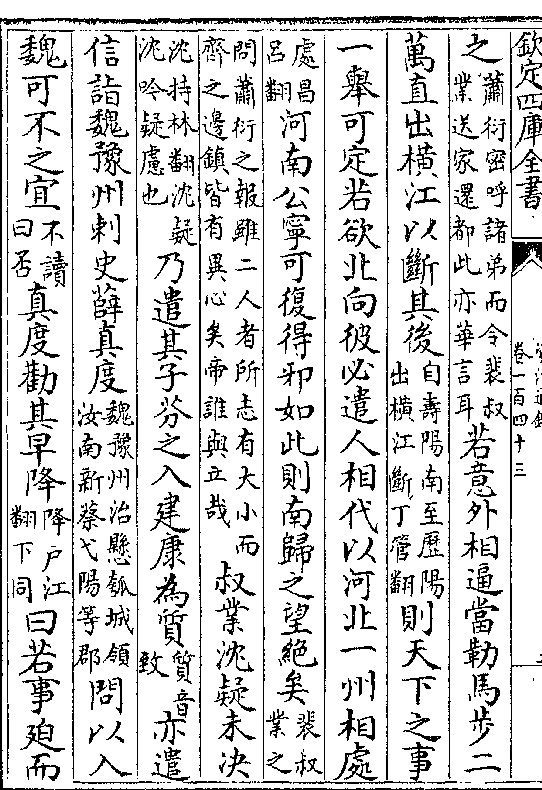 欽定四庫全書
卷一百四十三
之蕭衍密呼諸弟而令裴叔業送家還都此亦華言耳若意外相逼當勒馬步二
萬直出橫江以斷其後自壽陽南至歷陽出橫江斷丁管翻則天下之事
一舉可定若欲北向彼必遣人相代以河北一州相處
處昌呂翻河南公寧可復得邪如此則南歸之望絶矣裴叔業之
問蕭衍之報雖二人者所志有大小而齊之邊鎮皆有異心矣帝誰與立哉叔業沈疑未决
沈持林翻沈疑沈吟疑慮也乃遣其子芬之入建康為質質音致亦遣
信詣魏豫州刺史薛真度魏豫州治懸瓠城領汝南新蔡弋陽等郡問以入
魏可不之宜不讀曰否真度勸其早降降户江翻下同曰若事廹而